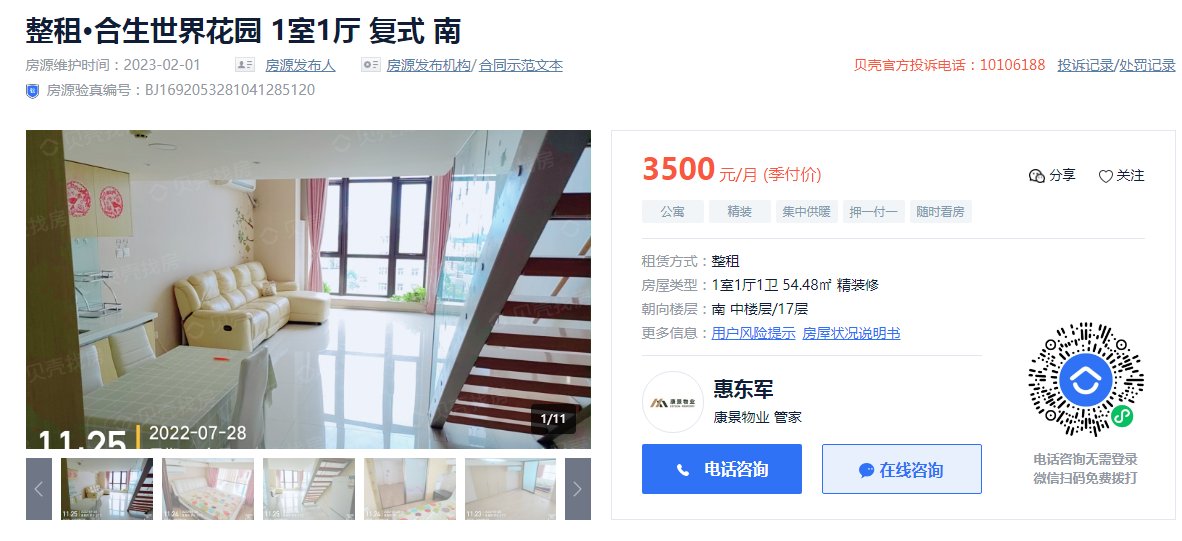 整租·合生世界花园 1室1厅 复式 南
房源维护时间：2023-02-01 房源发布人 房源发布机构/合同示范文本
贝壳官方投诉电话：10106188 投诉记录/处罚记录
房源验真编号：BJ1692053281041285120
贝壳找房
11:25 2022-07-28
1/11
3500 元/月 (季付价)
分享 关注
公寓 精装 集中供暖 押一付一 随时看房
租赁方式：整租
房屋类型：1室1厅1卫 54.48㎡ 精装修
朝向楼层：南 中楼层/17层
更多信息：用户风险提示 房屋状况说明书
康景物业
惠东军
康景物业 管家
电话咨询 在线咨询
电话咨询无需登录
微信扫码免费拨打